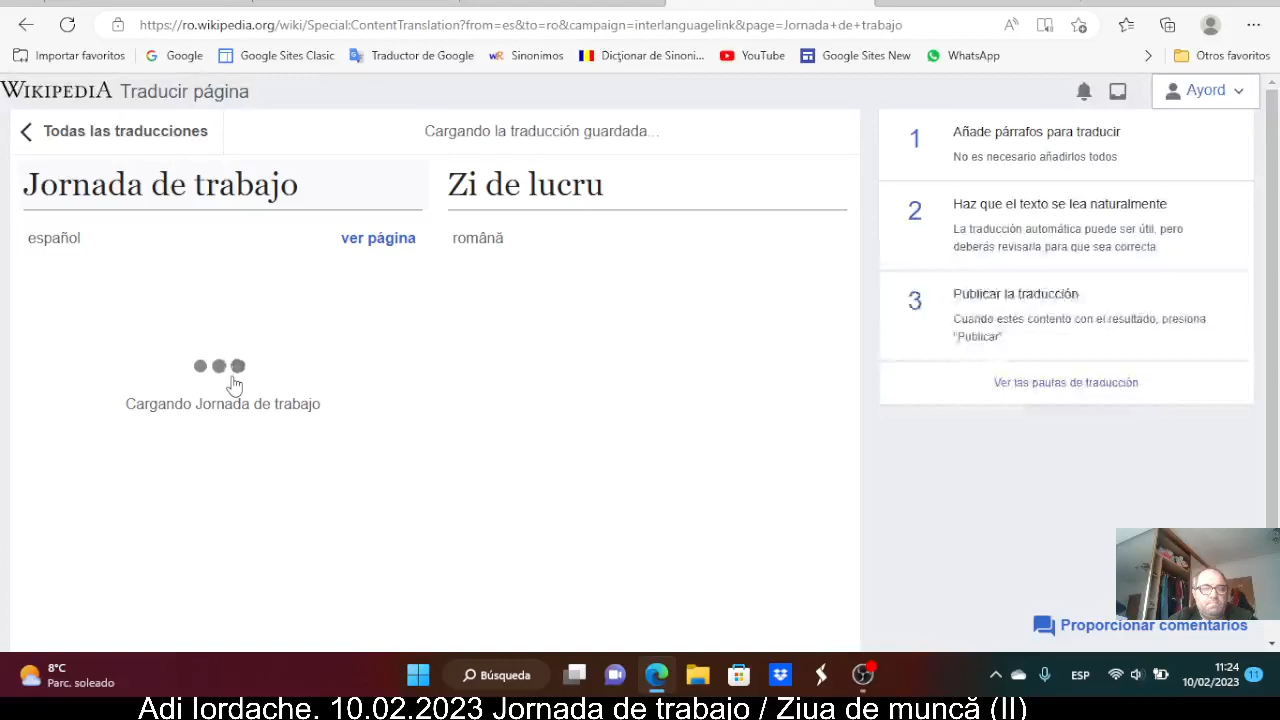 https://ro.wikipedia.org/wiki/Special:ContentTranslation?from=es&to=ro&campaign=interlanguagelink&page=Jornada+de+trabajo
Importar favoritos Google Google Sites Clasic Traductor de Google Sinonimos Dicționar de Sinoni... YouTube Google Sites New WhatsApp Otros favoritos
WIKIPEDIA Traducir página
Ayord
Todas las traducciones
Cargando la traducción guardada...
Jornada de trabajo
Zi de lucru
español
ver página
română
Cargando Jornada de trabajo
1 Añade párrafos para traducir
No es necesario añadirlos todos
2 Haz que el texto se lea naturalmente
La traducción automática puede ser útil, pero
deberás revisarla para que sea correcta
3 Publicar la traducción
Cuando estés contento con el resultado, presiona
"Publicar"
Ver las pautas de traducción
Proporcionar comentarios
8°C
Parc. soleado
Búsqueda
ESP
11:24
10/02/2023
11
Adi Iordache. 10.02.2023 Jornada de trabajo / Ziua de muncă (II)